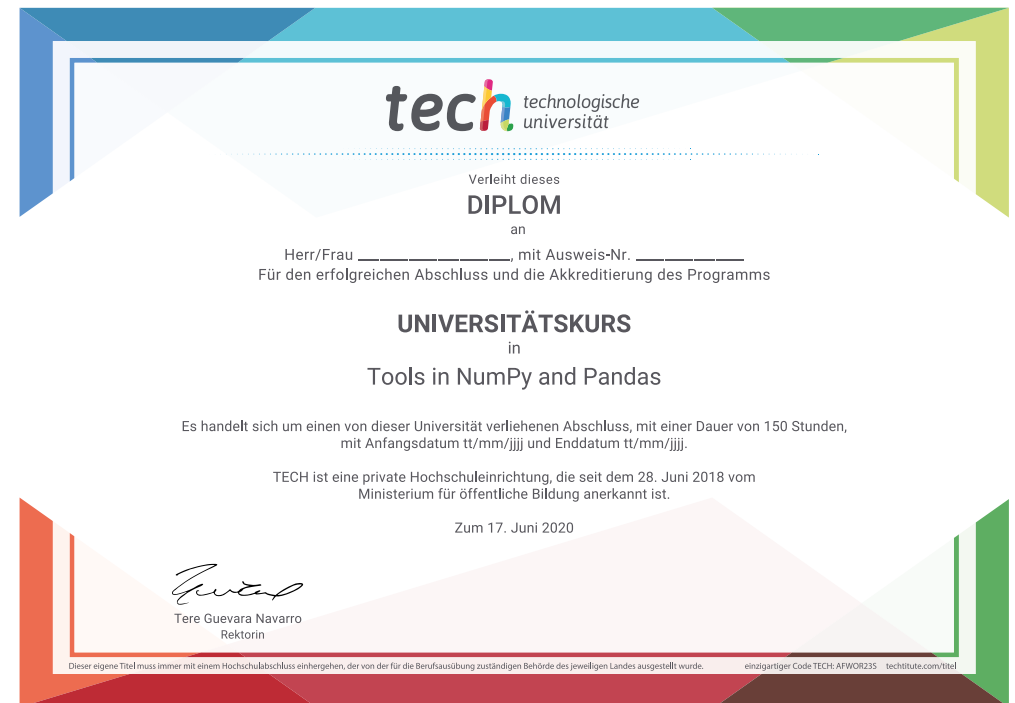 tech technologische
universität
Verleiht dieses
DIPLOM
an
Herr/Frau _______________, mit Ausweis-Nr. ___________
Für den erfolgreichen Abschluss und die Akkreditierung des Programms
UNIVERSITÄTSKURS
in
Tools in NumPy and Pandas
Es handelt sich um einen von dieser Universität verliehenen Abschluss, mit einer Dauer von 150 Stunden,
mit Anfangsdatum tt/mm/jjjj und Enddatum tt/mm/jjjj.
TECH ist eine private Hochschuleinrichtung, die seit dem 28. Juni 2018 vom
Ministerium für öffentliche Bildung anerkannt ist.
Zum 17. Juni 2020
Tere Guevara Navarro
Rektorin
Dieser eigene Titel muss immer mit einem Hochschulabschluss einhergehen, der von der für die Berufsausübung zuständigen Behörde des jeweiligen Landes ausgestellt wurde. einzigartiger Code TECH: AFWOR23S techtitute.com/titel